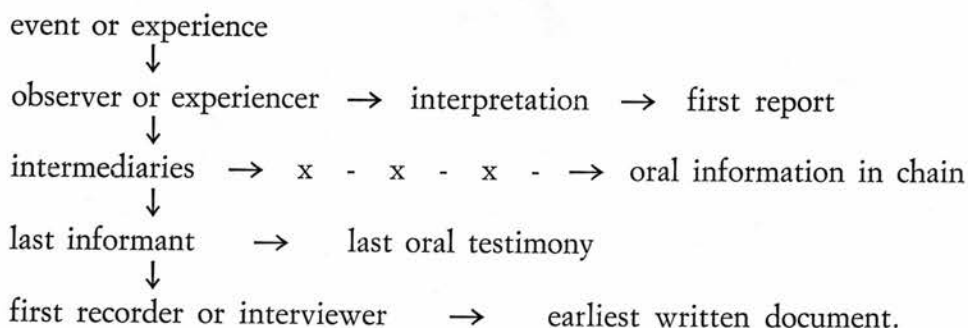 event or experience
↓
observer or experiencer → interpretation → first report
↓
intermediaries → x - x - x - → oral information in chain
↓
last informant → last oral testimony
↓
first recorder or interviewer → earliest written document.